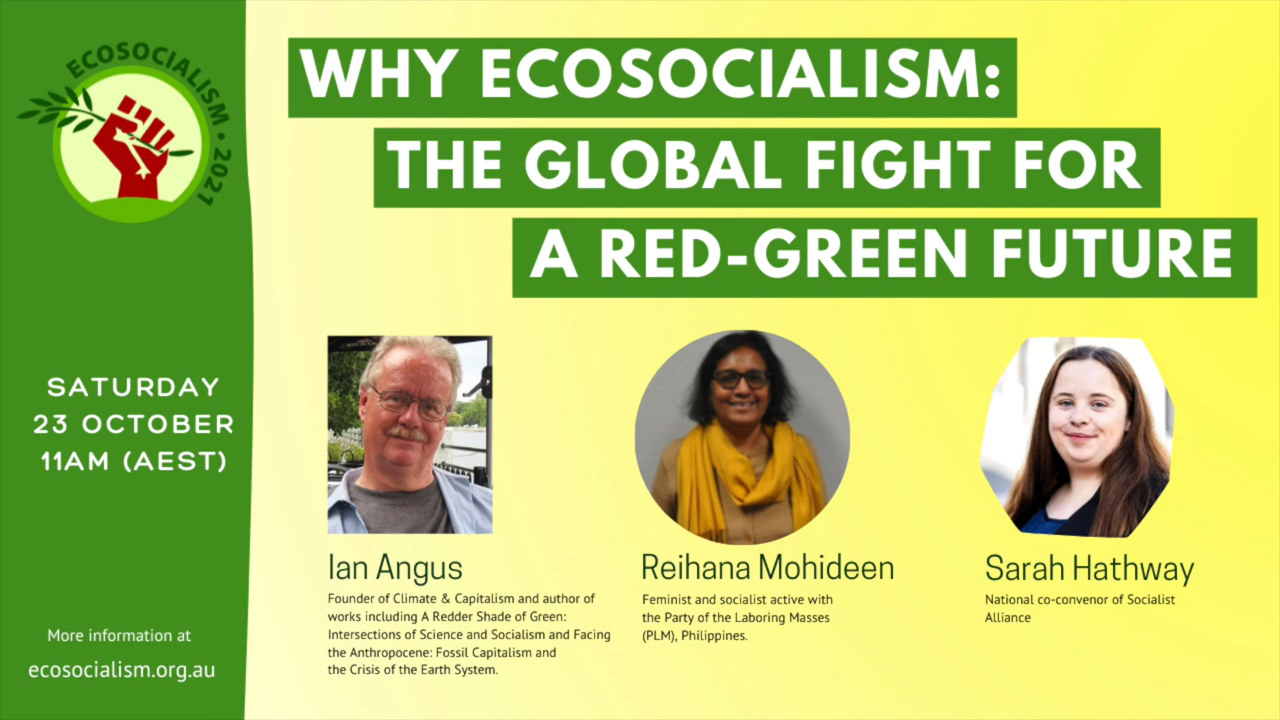 ECOSOCIALISM • 2021
WHY ECOSOCIALISM:
THE GLOBAL FIGHT FOR
A RED-GREEN FUTURE
SATURDAY
23 OCTOBER
11AM (AEST)
More information at
ecosocialism.org.au
Ian Angus
Founder of Climate & Capitalism and author of
works including A Redder Shade of Green:
Intersections of Science and Socialism and Facing
the Anthropocene: Fossil Capitalism and
the Crisis of the Earth System.
Reihana Mohideen
Feminist and socialist active with
the Party of the Laboring Masses
(PLM), Philippines.
Sarah Hathway
National co-convenor of Socialist
Alliance